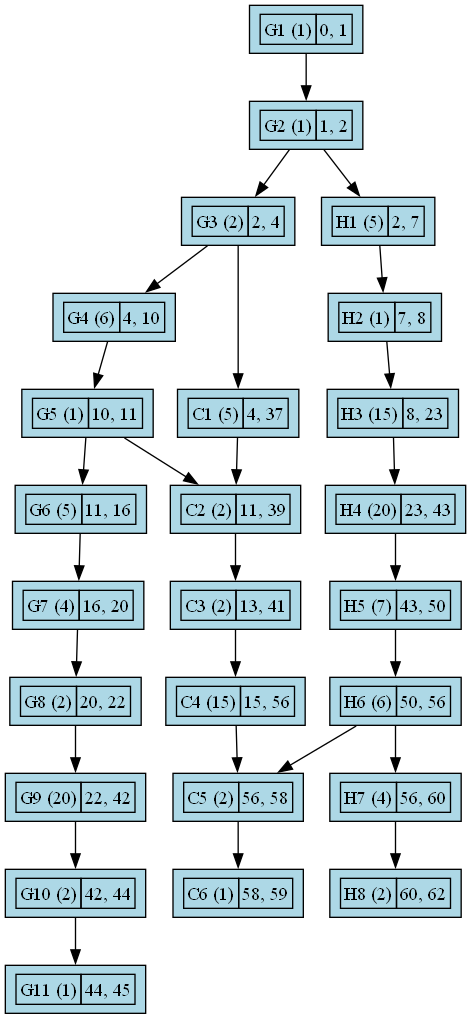 G1 (1) 0, 1
G2 (1) 1, 2
G3 (2) 2, 4
H1 (5) 2, 7
G4 (6) 4, 10
H2 (1) 7, 8
G5 (1) 10, 11
C1 (5) 4, 37
H3 (15) 8, 23
G6 (5) 11, 16
C2 (2) 11, 39
H4 (20) 23, 43
G7 (4) 16, 20
C3 (2) 13, 41
H5 (7) 43, 50
G8 (2) 20, 22
C4 (15) 15, 56
H6 (6) 50, 56
G9 (20) 22, 42
C5 (2) 56, 58
H7 (4) 56, 60
G10 (2) 42, 44
C6 (1) 58, 59
H8 (2) 60, 62
G11 (1) 44, 45